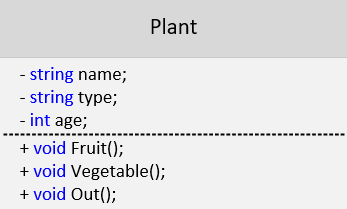 Plant
- string name;
- string type;
- int age;
+ void Fruit();
+ void Vegetable();
+ void Out();